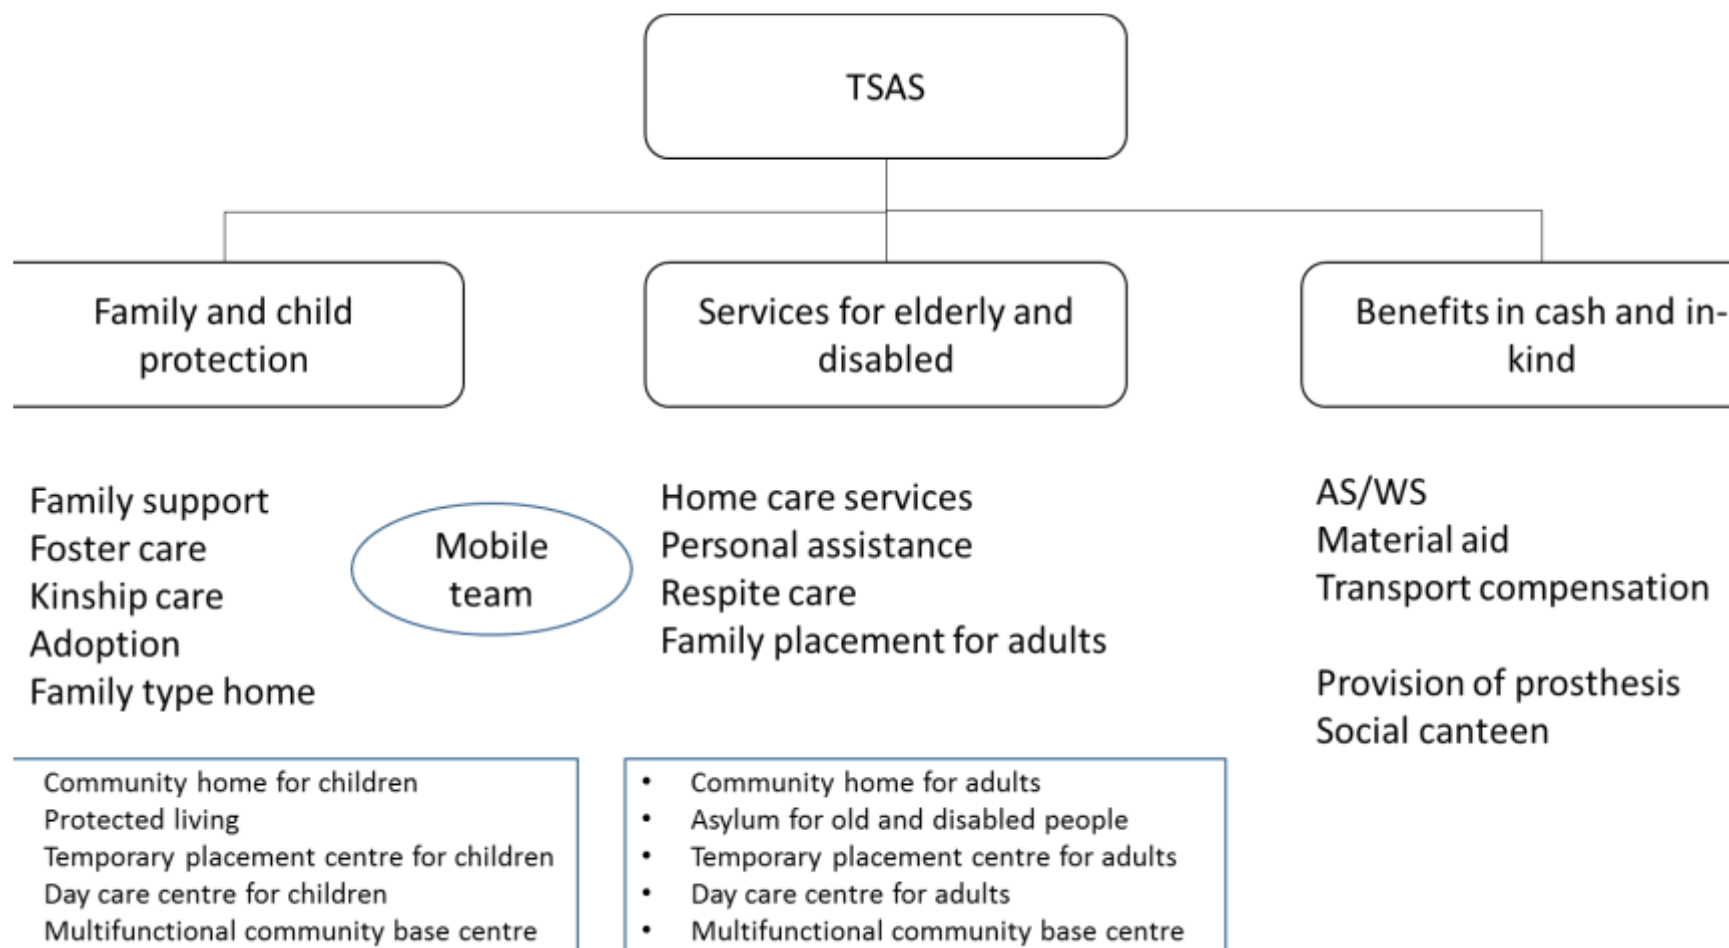 TSAS
Family and child
protection
Services for elderly and
disabled
Benefits in cash and in-
kind
Family support
Foster care
Kinship care
Adoption
Family type home
Mobile
team
Home care services
Personal assistance
Respite care
Family placement for adults
AS/WS
Material aid
Transport compensation
Provision of prosthesis
Social canteen
Community home for children
Protected living
Temporary placement centre for children
Day care centre for children
Multifunctional community base centre
• Community home for adults
• Asylum for old and disabled people
• Temporary placement centre for adults
• Day care centre for adults
• Multifunctional community base centre